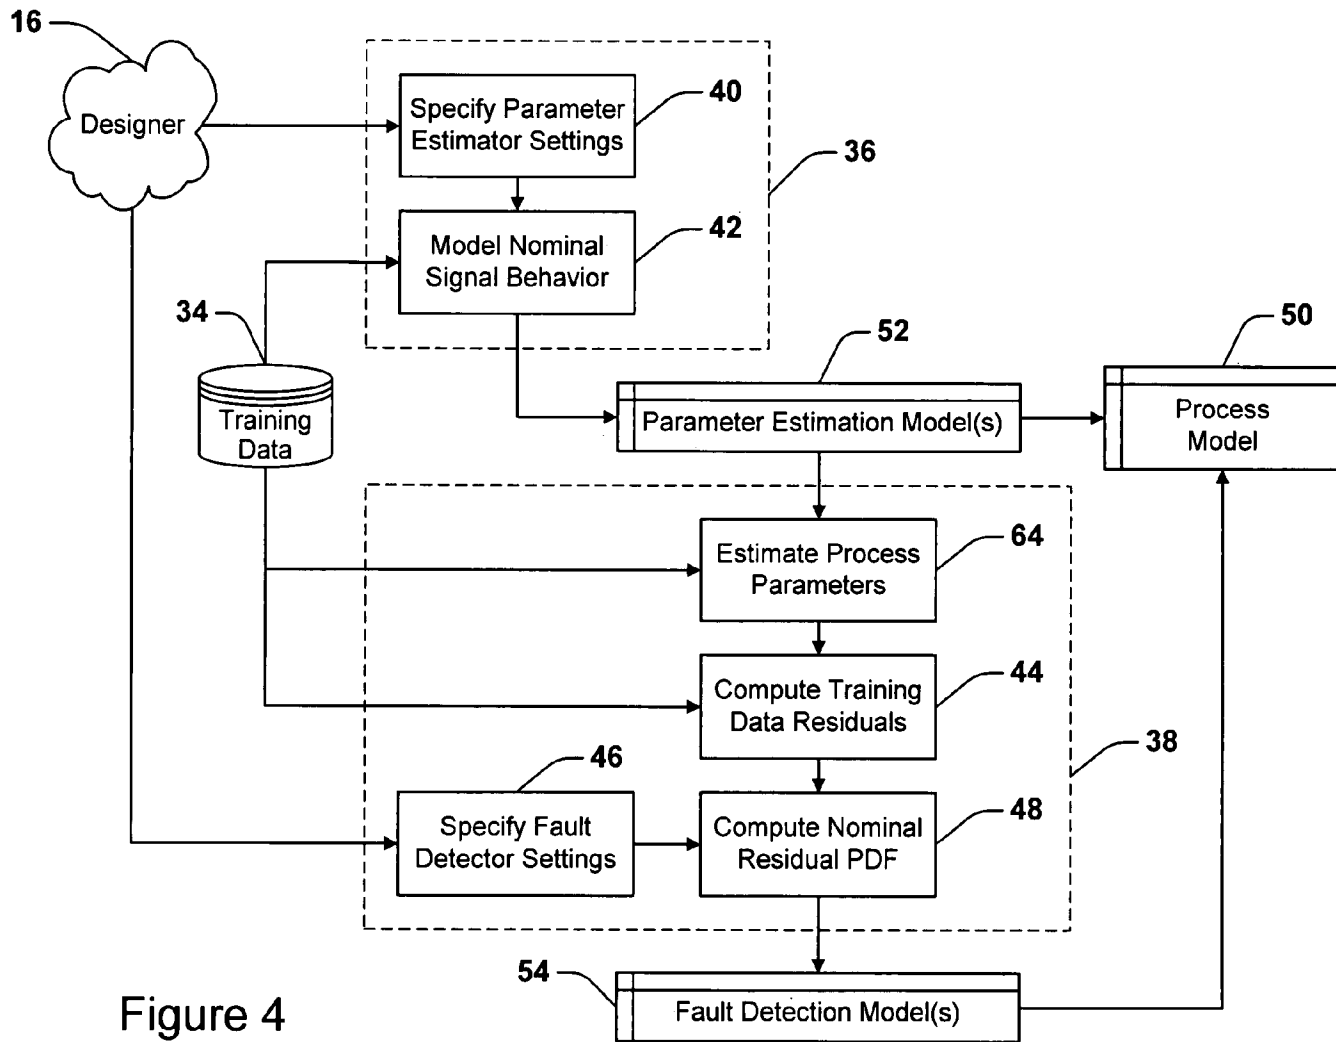 16
Designer
Specify Parameter
Estimator Settings
40
36
Model Nominal
Signal Behavior
42
34
Training
Data
52
Parameter Estimation Model(s)
50
Process
Model
Estimate Process
Parameters
64
Compute Training
Data Residuals
44
38
46
Specify Fault
Detector Settings
Compute Nominal
Residual PDF
48
54
Fault Detection Model(s)
Figure 4